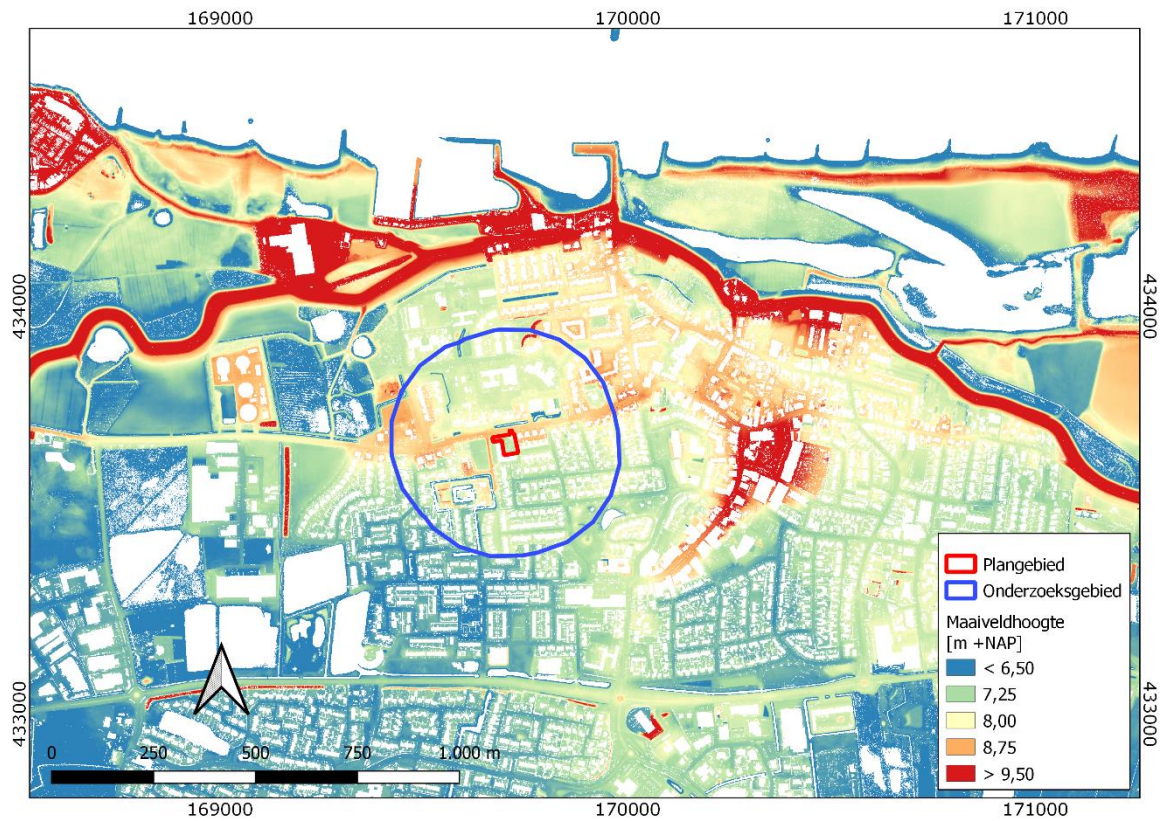 169000 170000 171000
434000 434000
433000 433000
Plangebied
Onderzoeksgebied
Maaiveldhoogte
[m +NAP]
< 6,50
7,25
8,00
8,75
> 9,50
0 250 500 750 1.000 m
169000 170000 171000